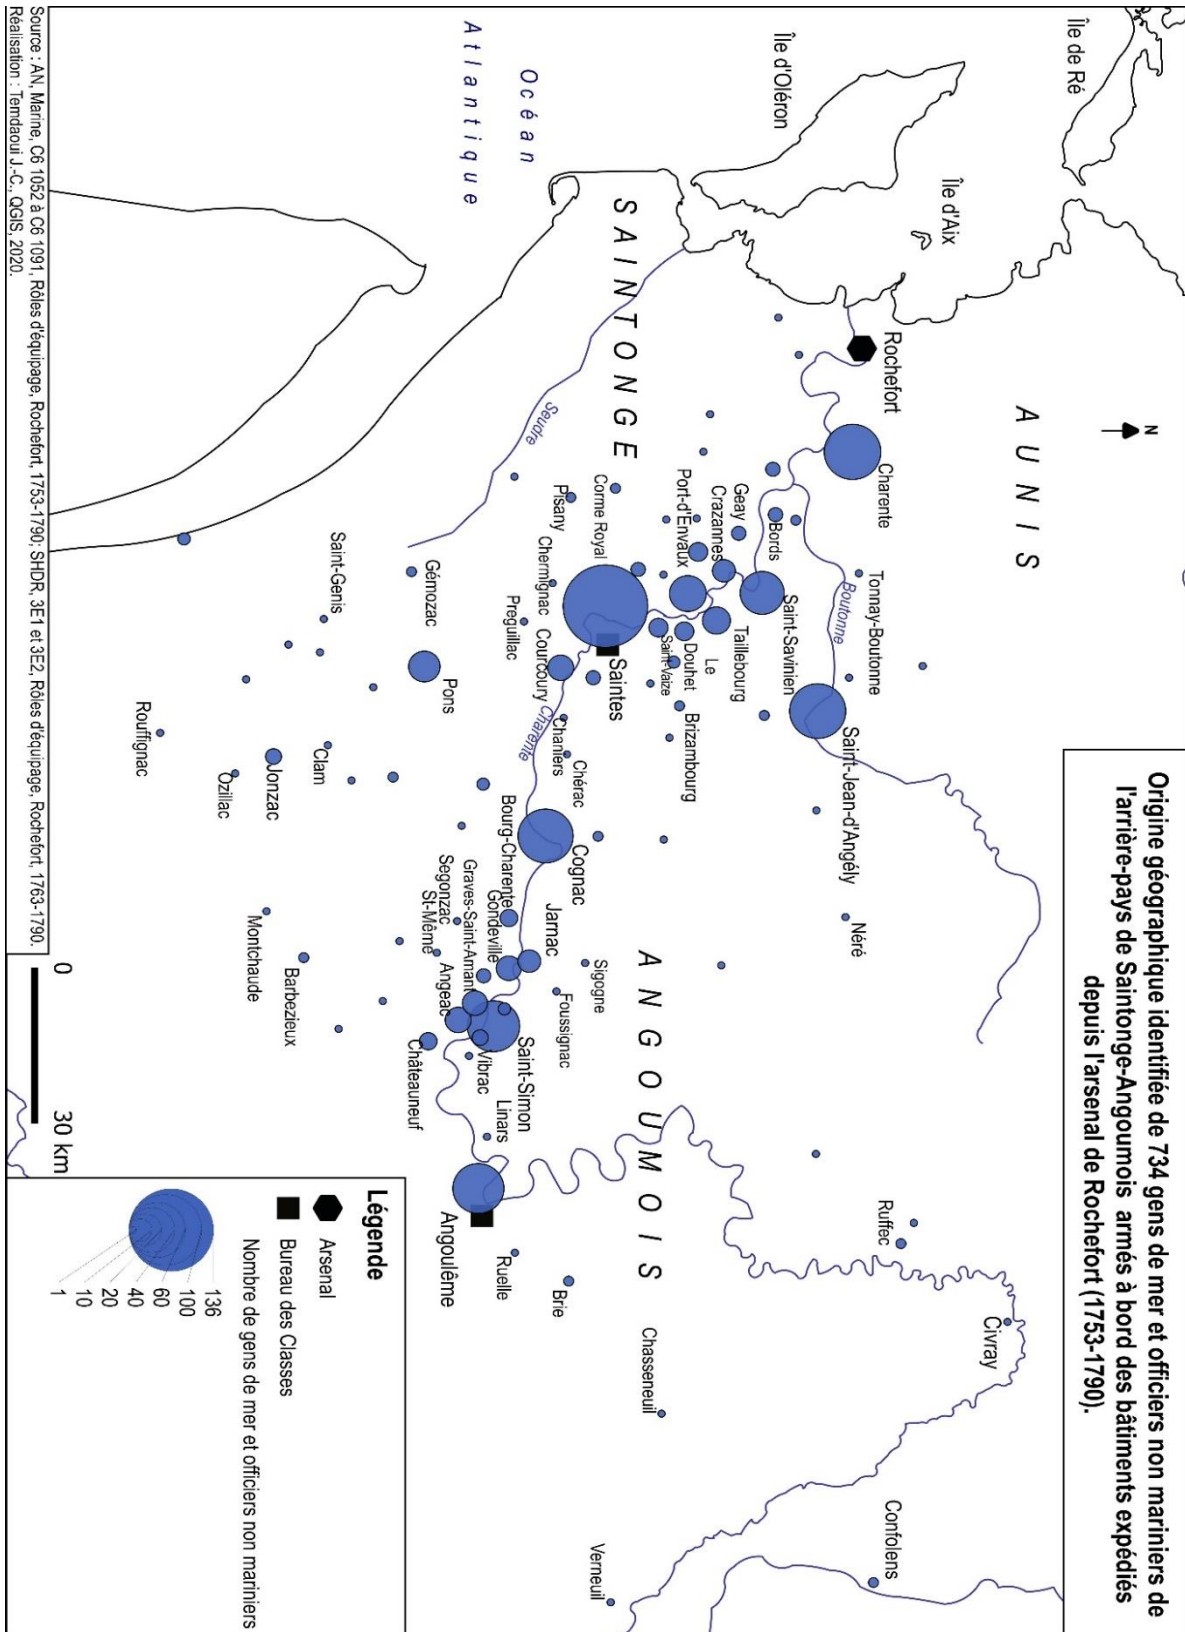 Origine géographique identifiée de 734 gens de mer et officiers non mariniers de
l'arrière-pays de Saintonge-Angoumois armés à bord des bâtiments expédiés
depuis l'arsenal de Rochefort (1753-1790).
N
Île de Ré
AUNIS
Île d'Aix
Île d'Oléron
Océan
Atlantique
SAINTONGE
ANGOUMOIS
Rochefort
Charente
Tonnay-Boutonne
Boutonne
Saint-Jean-d'Angély
Néré
Ruffec
Civray
Confolens
Bords
Saint-Savinien
Geay
Crazannes
Port-d'Envaux
Taillebourg
Le
Douhet
Saint-Vaize
Brizambourg
Corme Royal
Pisany
Seudre
Saintes
Chermignac
Preguillac
Courcoury
Charente
Chaniers
Chérac
Cognac
Bourg-Charente
Jarnac
Sigogne
Foussignac
Gondeville
Graves-Saint-Amant
Segonzac
St-Même
Angeac
Saint-Simon
Vibrac
Châteauneuf
Linars
Angoulême
Ruelle
Brie
Chasseneuil
Verneuil
Gémozac
Pons
Saint-Genis
Clam
Jonzac
Ozillac
Rouffignac
Montchaude
Barbezieux
0 30 km
Légende
Arsenal
Bureau des Classes
Nombre de gens de mer et officiers non mariniers
136
100
60
40
20
10
1
Source : AN, Marine, C6 1052 à C6 1091, Rôles d'équipage, Rochefort, 1753-1790; SHDR, 3E1 et 3E2, Rôles d'équipage, Rochefort, 1763-1790.
Réalisation : Temdaoui J.-C., QGIS, 2020.